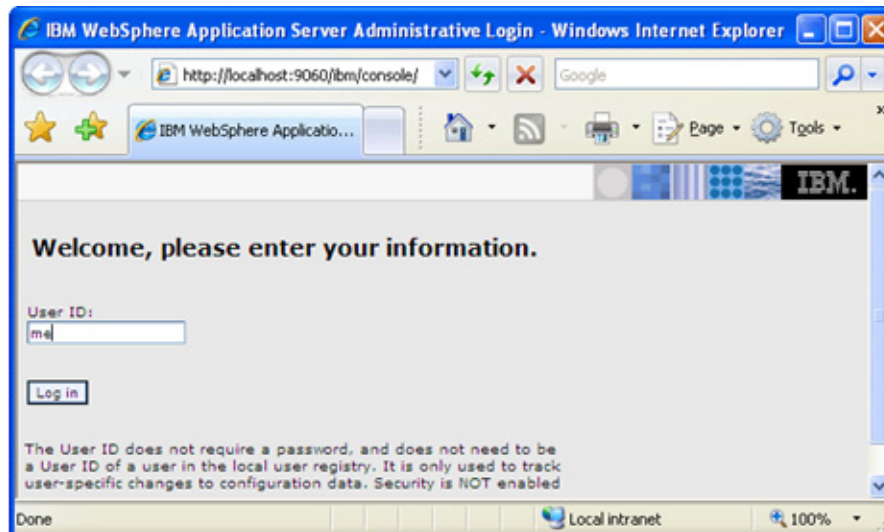 IBM WebSphere Application Server Administrative Login - Windows Internet Explorer
http://localhost:9060/ibm/console/ Google
IBM WebSphere Applicatio... Page Tools
IBM.
Welcome, please enter your information.
User ID:
me
Log in
The User ID does not require a password, and does not need to be
a User ID of a user in the local user registry. It is only used to track
user-specific changes to configuration data. Security is NOT enabled
Done Local intranet 100%